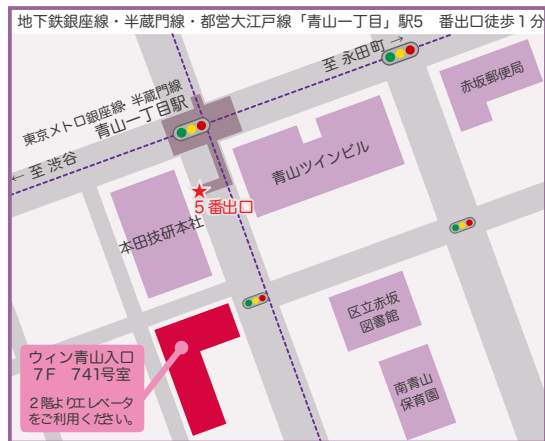 地下鉄銀座線・半蔵門線・都営大江戸線「青山一丁目」駅5　番出口徒歩1分
至 永田町 →
赤坂郵便局
東京メトロ銀座線・半蔵門線
青山一丁目駅
← 至 渋谷
青山ツインビル
5番出口
本田技研本社
区立赤坂
図書館
ウィン青山入口
7F　741号室
2階よりエレベータ
をご利用ください。
南青山
保育園